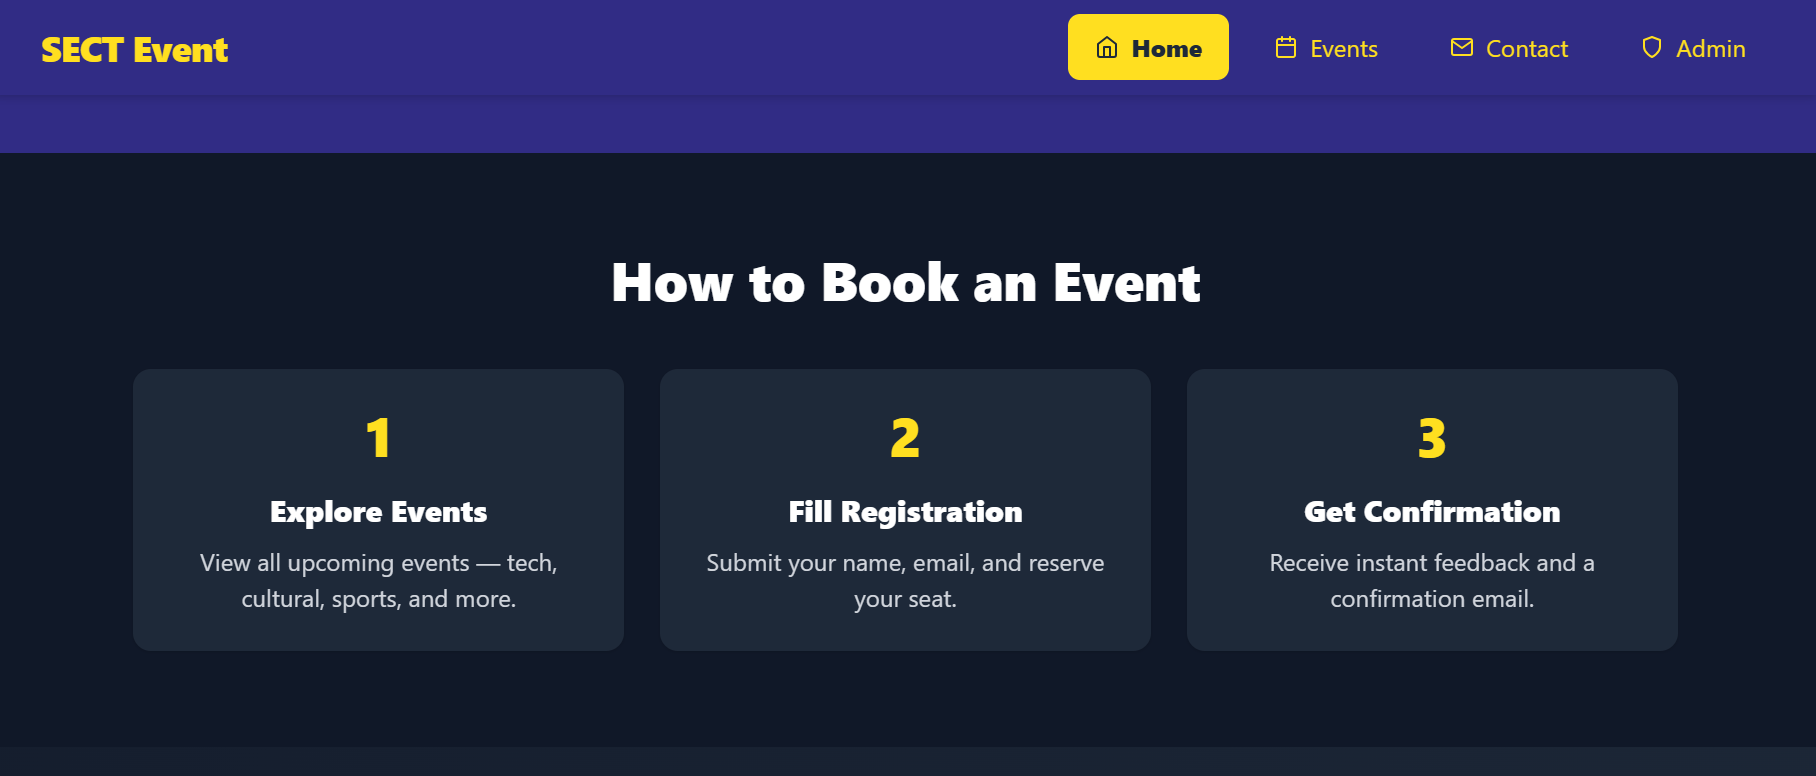 SECT Event
Home
Events
Contact
Admin
How to Book an Event
1
Explore Events
View all upcoming events — tech,
cultural, sports, and more.
2
Fill Registration
Submit your name, email, and reserve
your seat.
3
Get Confirmation
Receive instant feedback and a
confirmation email.